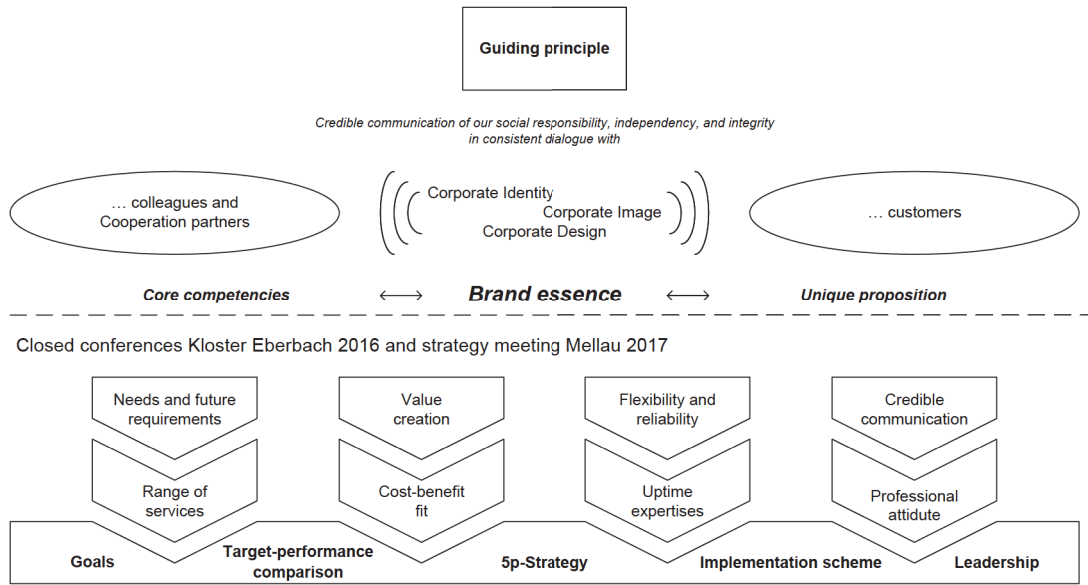 Guiding principle
Credible communication of our social responsibility, independency, and integrity
in consistent dialogue with
... colleagues and
Cooperation partners
Corporate Identity
Corporate Image
Corporate Design
... customers
Core competencies
Brand essence
Unique proposition
Closed conferences Kloster Eberbach 2016 and strategy meeting Mellau 2017
Needs and future
requirements
Value
creation
Flexibility and
reliability
Credible
communication
Range of
services
Cost-benefit
fit
Uptime
expertises
Professional
attidute
Goals
Target-performance
comparison
5p-Strategy
Implementation scheme
Leadership